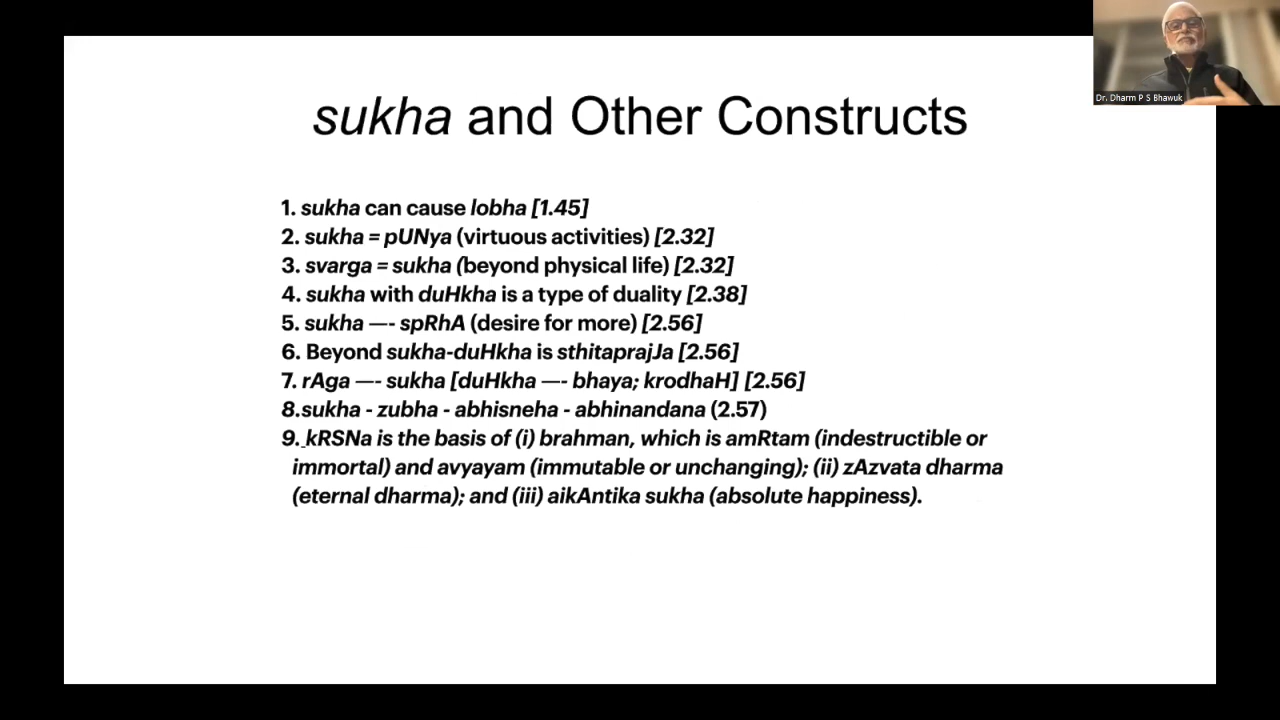 Dr. Dharm P S Bhawuk
sukha and Other Constructs
1. sukha can cause lobha [1.45]
2. sukha = pUNya (virtuous activities) [2.32]
3. svarga = sukha (beyond physical life) [2.32]
4. sukha with duHkha is a type of duality [2.38]
5. sukha —- spRhA (desire for more) [2.56]
6. Beyond sukha-duHkha is sthitaprajJa [2.56]
7. rAga —- sukha [duHkha —- bhaya; krodhaH] [2.56]
8.sukha - zubha - abhisneha - abhinandana (2.57)
9. kRSNa is the basis of (i) brahman, which is amRtam (indestructible or
immortal) and avyayam (immutable or unchanging); (ii) zAzvata dharma
(eternal dharma); and (iii) aikAntika sukha (absolute happiness).